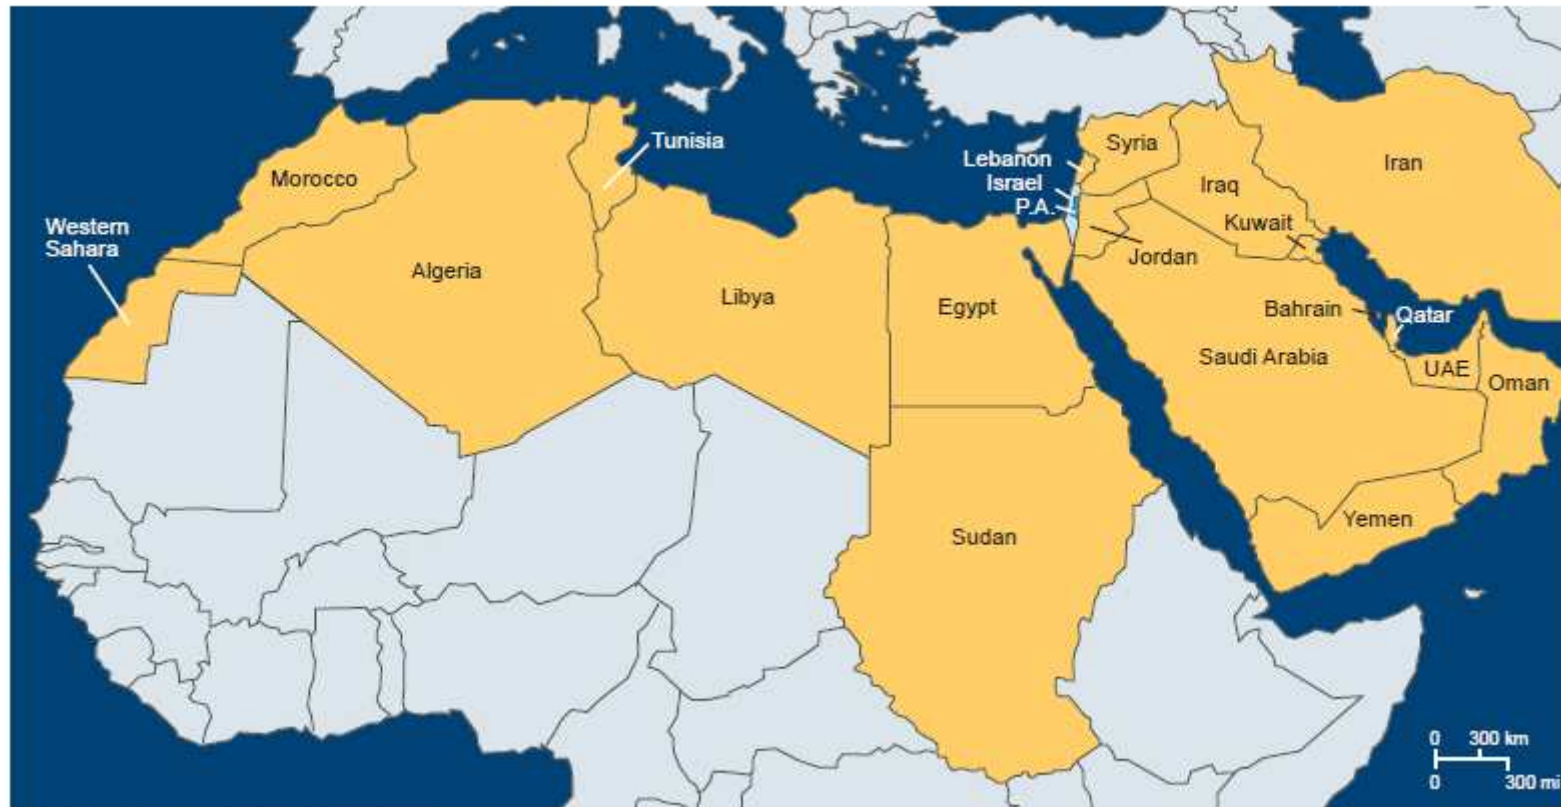 Tunisia
Morocco
Western
Sahara
Algeria
Libya
Egypt
Sudan
Lebanon
Israel
P.A.
Syria
Iraq
Iran
Kuwait
Jordan
Bahrain
Qatar
Saudi Arabia
UAE
Oman
Yemen
0 300 km
0 300 mi